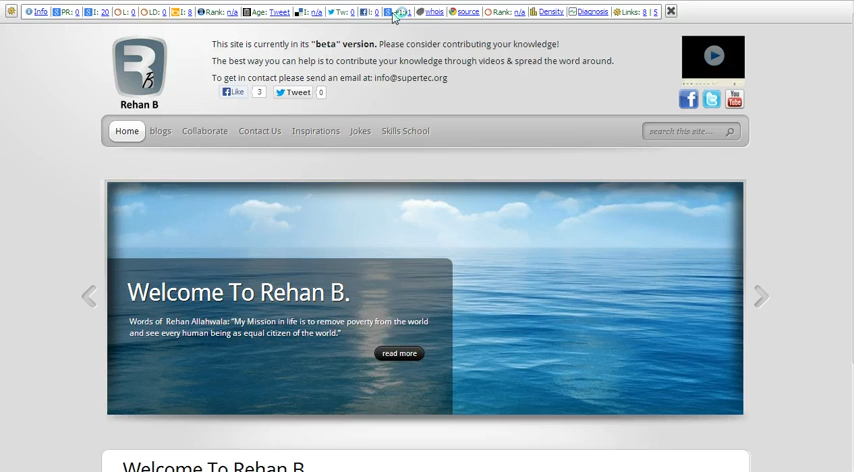 Info PR: 0 I: 20 L: 0 LD: 0 I: 8 Rank: n/a Age: Tweet I: n/a Tw: 0 l: 0 whois source Rank: n/a Density Diagnosis Links: 8 | 5
This site is currently in its "beta" version. Please consider contributing your knowledge!
The best way you can help is to contribute your knowledge through videos & spread the word around.
To get in contact please send an email at: info@supertec.org
Like 3 Tweet 0
R B
Rehan B
You Tube
Home blogs Collaborate Contact Us Inspirations Jokes Skills School search this site...
Welcome To Rehan B.
Words of Rehan Allahwala: "My Mission in life is to remove poverty from the world
and see every human being as equal citizen of the world."
read more
Welcome To Rehan B